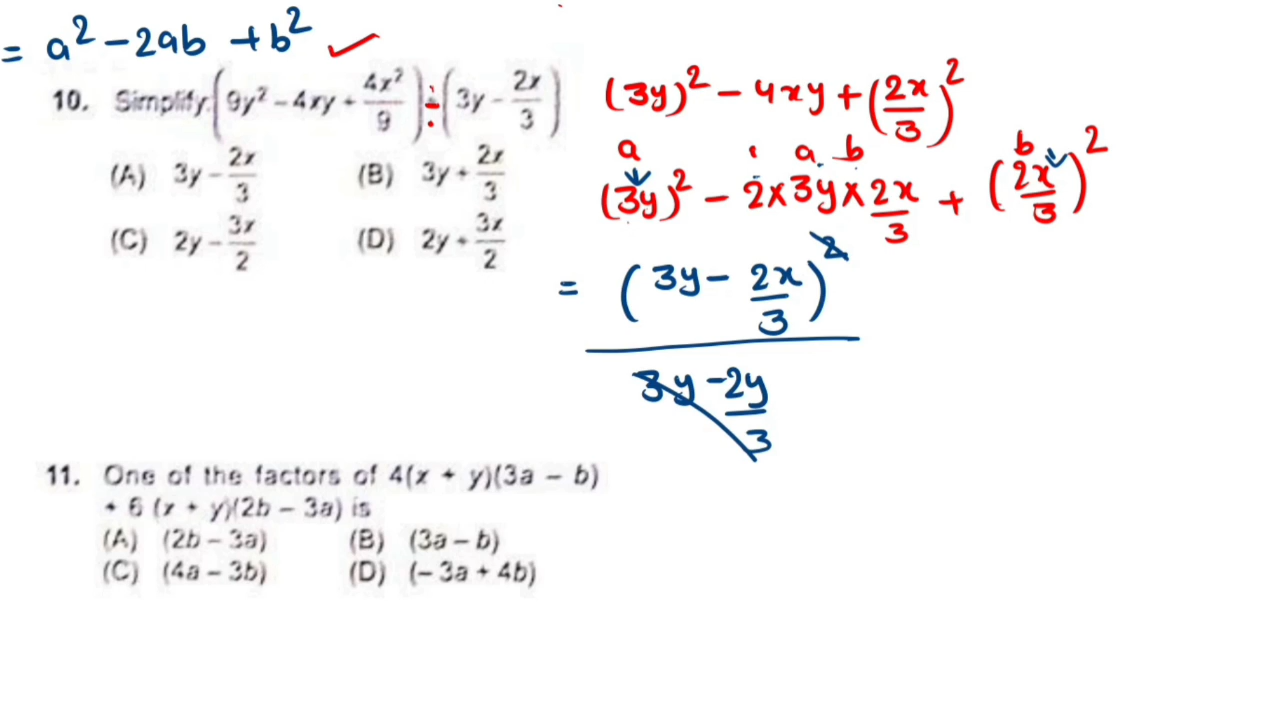 = a² - 2ab + b² ✓
10. Simplify: (9y² - 4xy + 4x²/9) ÷ (3y - 2x/3)
(A) 3y - 2x/3 (B) 3y + 2x/3
(C) 2y - 3x/2 (D) 2y + 3x/2
(3y)² - 4xy + (2x/3)²
a a b b
(3y)² - 2 × 3y × 2x/3 + (2x/3)²
= (3y - 2x/3)²
3y - 2y/3
11. One of the factors of 4(x + y)(3a - b)
+ 6 (x + y)(2b - 3a) is
(A) (2b - 3a) (B) (3a - b)
(C) (4a - 3b) (D) (- 3a + 4b)